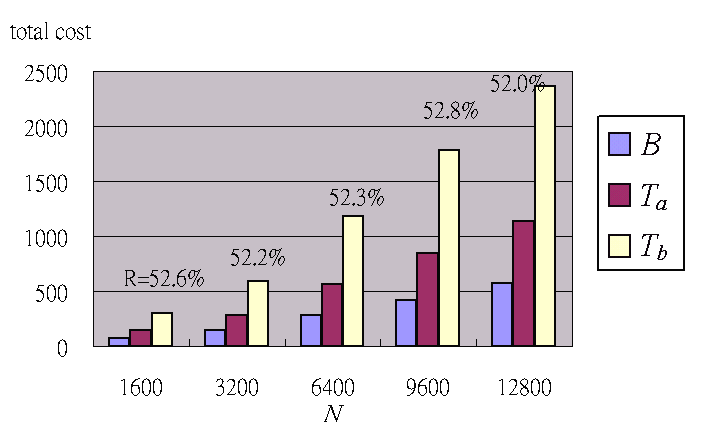 total cost
2500
52.0%
52.8%
2000
B
1500
52.3%
Ta
1000
52.2%
R=52.6%
Tb
500
0
1600 3200 6400 9600 12800
N